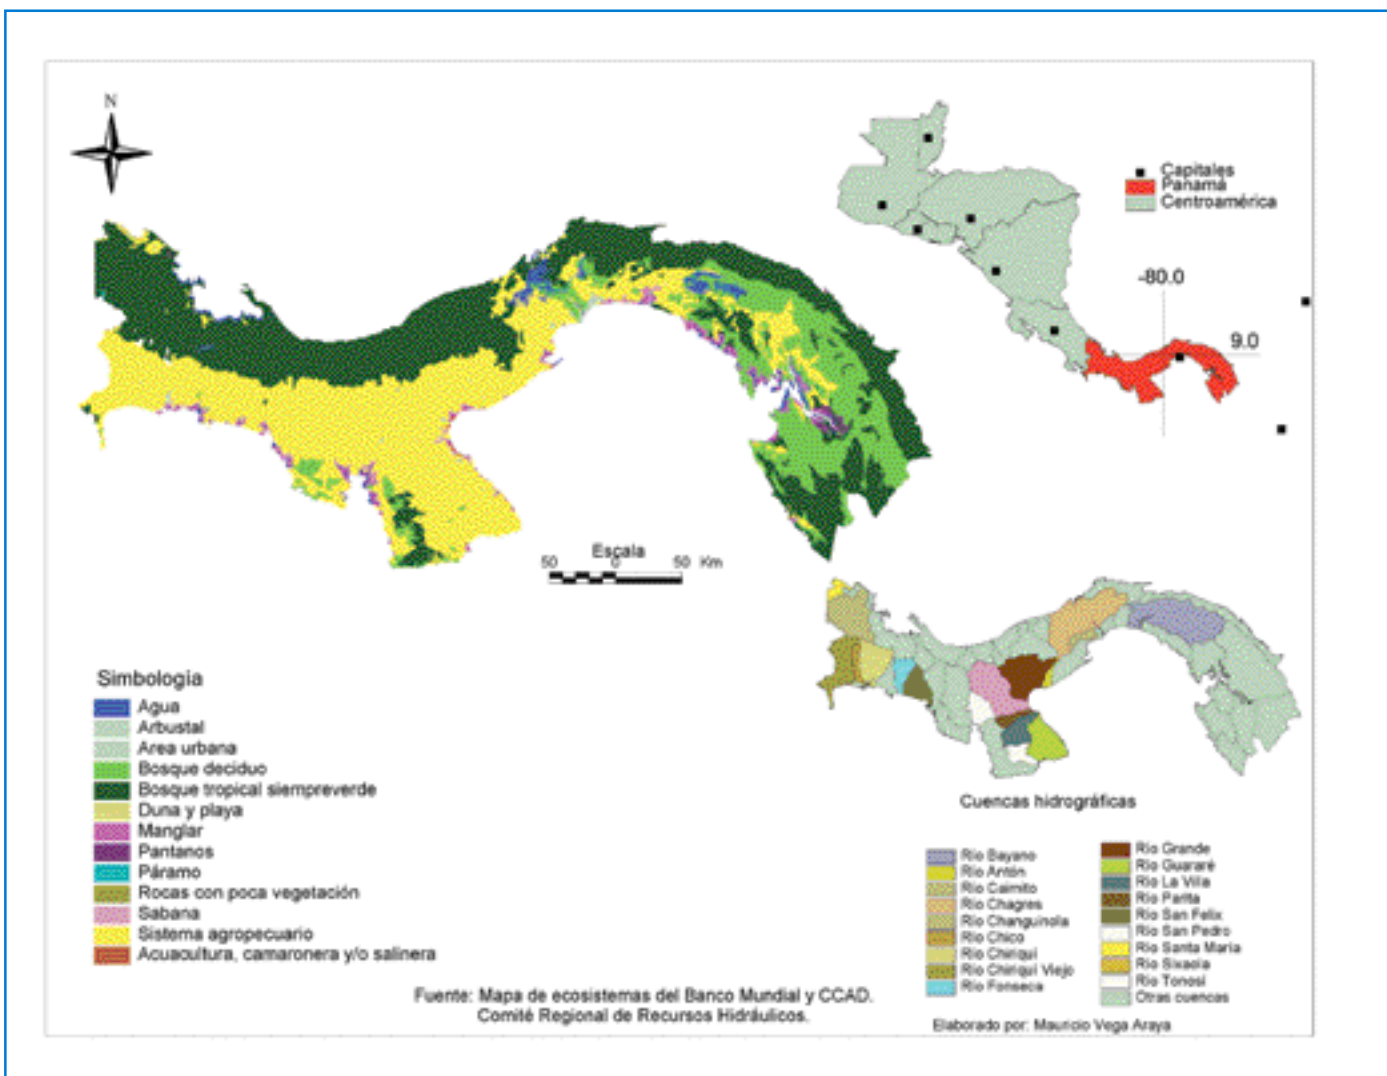 N
Capitales
Panamá
Centroamérica
-80.0
9.0
Escala
50 0 50 Km
Simbología
Agua
Arbustal
Area urbana
Bosque deciduo
Bosque tropical siempreverde
Duna y playa
Manglar
Pantanos
Páramo
Rocas con poca vegetación
Sabana
Sistema agropecuario
Acuacultura, camaronera y/o salinera
Cuencas hidrográficas
Río Bayano
Río Antón
Río Caimito
Río Chagres
Río Changuinola
Río Chico
Río Chiriquí
Río Chiriquí Viejo
Río Fonseca
Río Grande
Río Guararé
Río La Villa
Río Parita
Río San Felix
Río San Pedro
Río Santa María
Río Sixaola
Río Tonosí
Otras cuencas
Fuente: Mapa de ecosistemas del Banco Mundial y CCAD.
Comité Regional de Recursos Hidráulicos.
Elaborado por: Mauricio Vega Araya